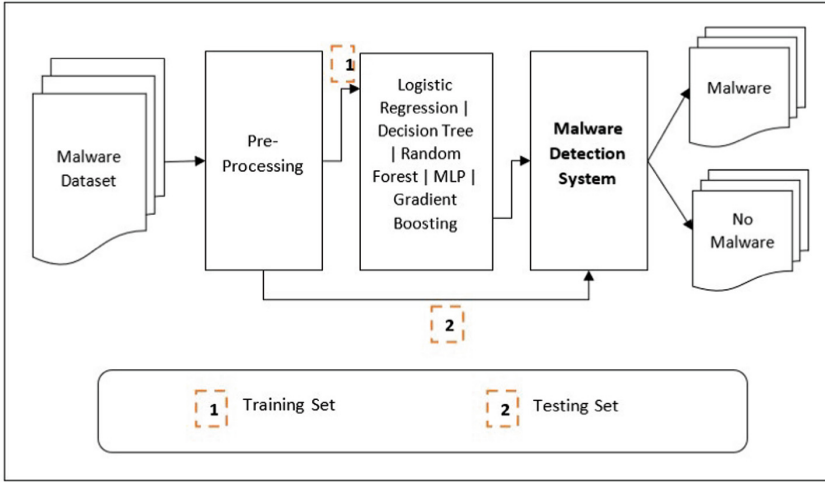 Malware
Dataset
Pre-
Processing
1
Logistic
Regression |
Decision Tree
| Random
Forest | MLP |
Gradient
Boosting
Malware
Detection
System
Malware
No
Malware
2
1 Training Set
2 Testing Set